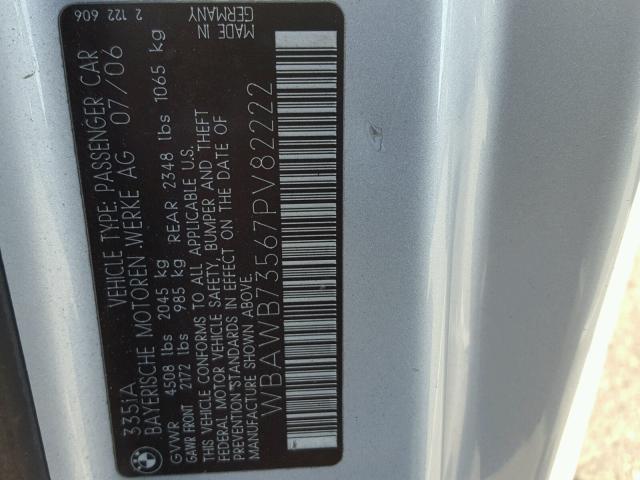 335iA VEHICLE TYPE: PASSENGER CAR
BAYERISCHE MOTOREN WERKE AG 07/06
GVWR 4508 lbs 2045 kg REAR 2348 lbs 1065 kg
GAWR FRONT 2172 lbs 985 kg
THIS VEHICLE CONFORMS TO ALL APPLICABLE U.S.
FEDERAL MOTOR VEHICLE SAFETY, BUMPER AND THEFT
PREVENTION STANDARDS IN EFFECT ON THE DATE OF
MANUFACTURE SHOWN ABOVE.
WBAWB73567PV82222
2 122 606
MADE IN
GERMANY